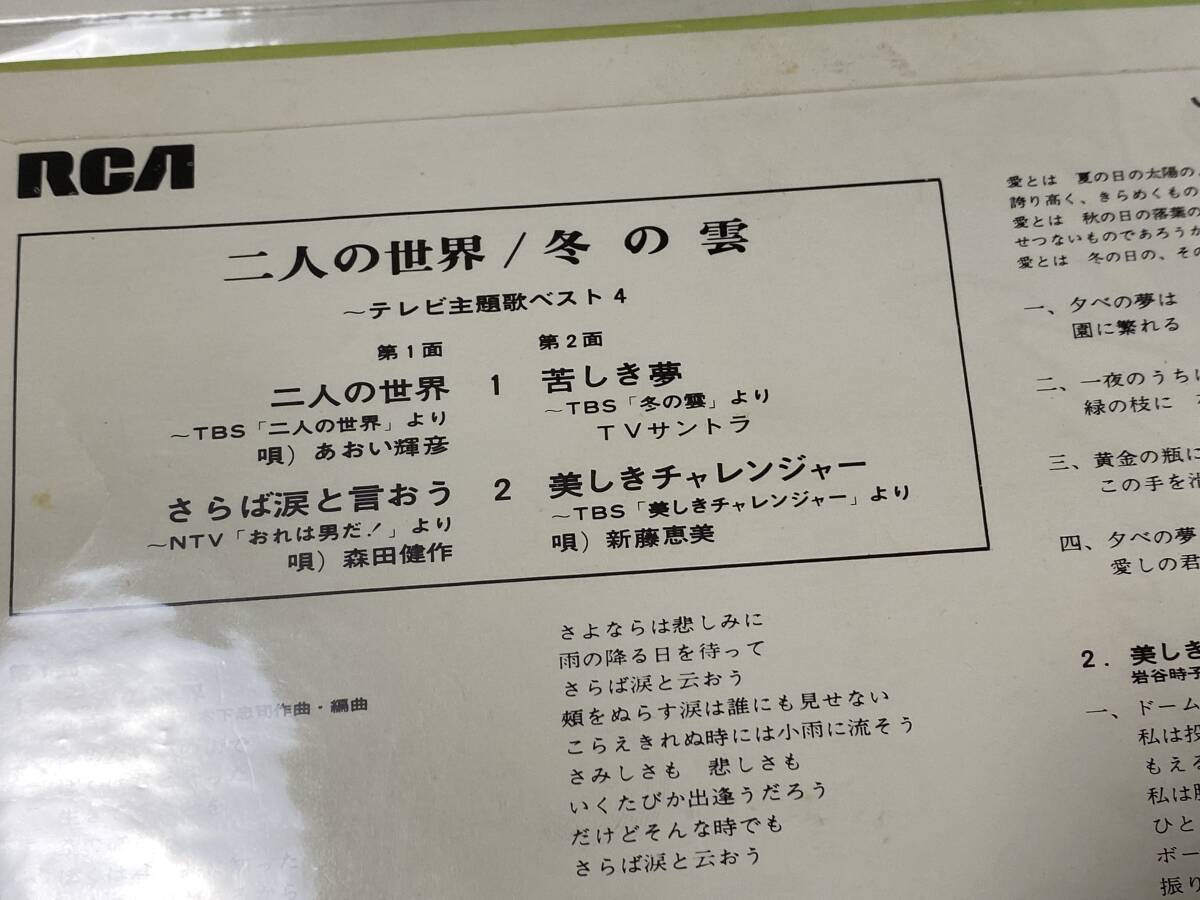 RCA
二人の世界/冬の雲
~テレビ主題歌ベスト4
第1面
第2面
二人の世界
~TBS「二人の世界」より
唄)あおい輝彦
1
苦しき夢
~TBS「冬の雲」より
TVサントラ
さらば涙と言おう
~NTV「おれは男だ!」より
唄)森田健作
2
美しきチャレンジャー
~TBS「美しきチャレンジャー」より
唄)新藤恵美
木下忠司作曲・編曲
さよならは悲しみに
雨の降る日を待って
さらば涙と云おう
頬をぬらす涙は誰にも見せない
こらえきれぬ時には小雨に流そう
さみしさも 悲しさも
いくたびか出逢うだろう
だけどそんな時でも
さらば涙と云おう
愛とは 夏の日の太陽の
誇り高く、きらめくもの
愛とは 秋の日の落葉の
せつないものであろうか
愛とは 冬の日の、その
一、夕べの夢は
園に繁れる
二、一夜のうちに
緑の枝に
三、黄金の瓶に
この手を
四、夕べの夢
愛しの君
2.美しき
岩谷時子
一、ドーム
私は投
もえる
私は
ひと
ボー
振り